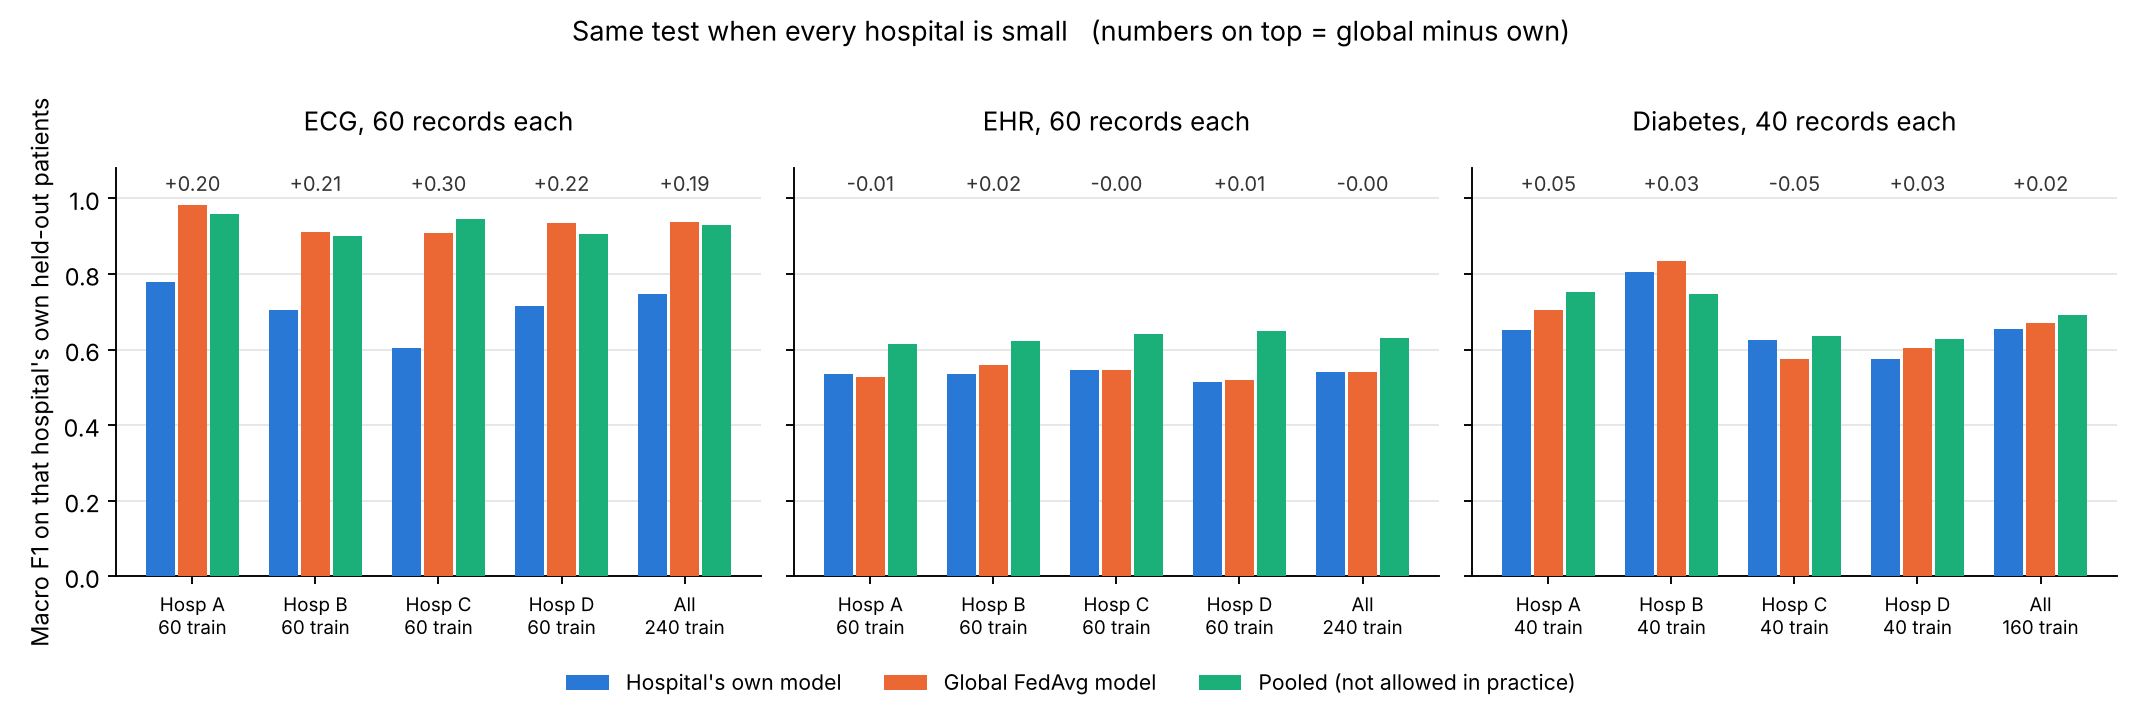 Same test when every hospital is small (numbers on top = global minus own)
Macro F1 on that hospital's own held-out patients
ECG, 60 records each
+0.20 +0.21 +0.30 +0.22 +0.19
1.0
0.8
0.6
0.4
0.2
0.0
Hosp A Hosp B Hosp C Hosp D All
60 train 60 train 60 train 60 train 240 train
EHR, 60 records each
-0.01 +0.02 -0.00 +0.01 -0.00
Hosp A Hosp B Hosp C Hosp D All
60 train 60 train 60 train 60 train 240 train
Diabetes, 40 records each
+0.05 +0.03 -0.05 +0.03 +0.02
Hosp A Hosp B Hosp C Hosp D All
40 train 40 train 40 train 40 train 160 train
Hospital's own model Global FedAvg model Pooled (not allowed in practice)